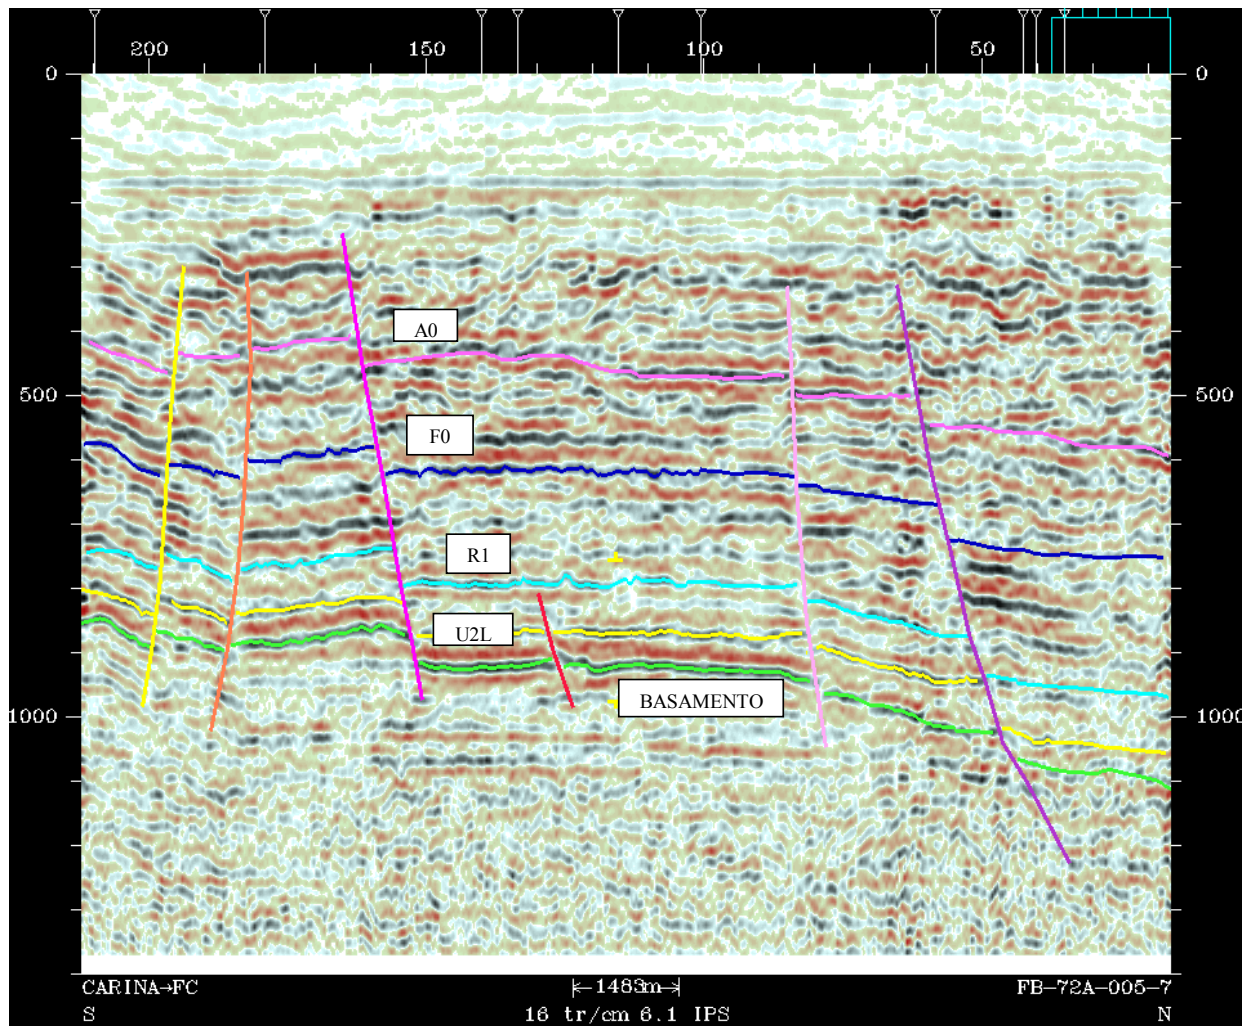 200 150 100 50
0 0
A0
500 500
F0
R1
U2L
BASAMENTO
1000 1000
CARINA→FC 1483m FB-72A-005-7
S 16 tr/cm 6.1 IPS N